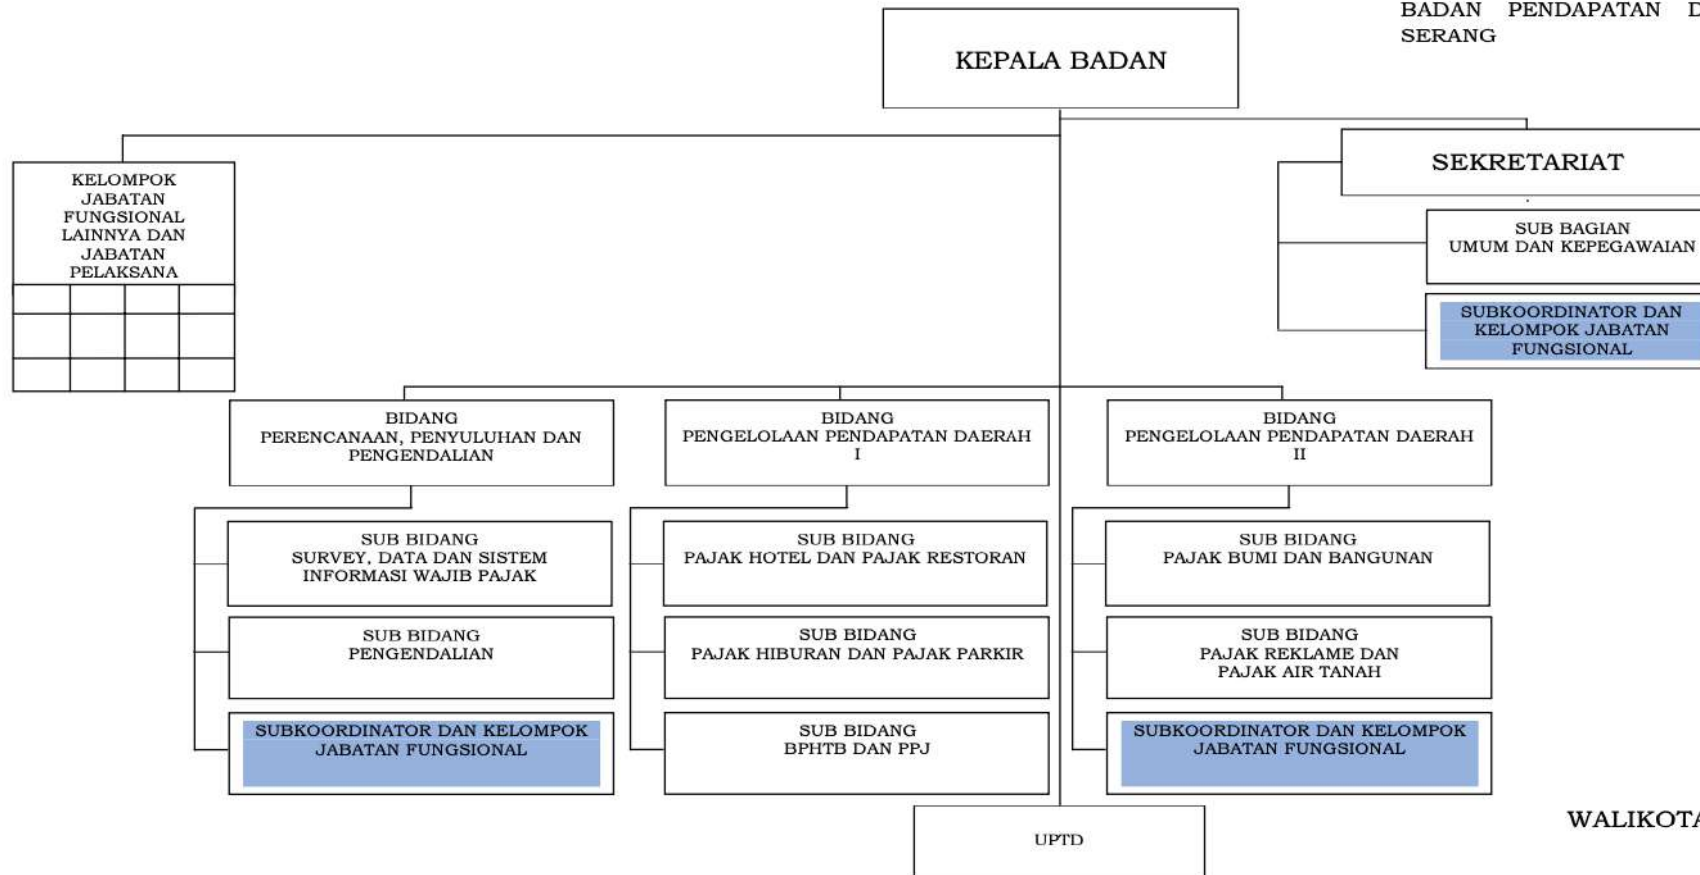 BADAN PENDAPATAN D
SERANG
KEPALA BADAN
SEKRETARIAT
KELOMPOK
JABATAN
FUNGSIONAL
LAINNYA DAN
JABATAN
PELAKSANA
SUB BAGIAN
UMUM DAN KEPEGAWAIAN
SUBKOORDINATOR DAN
KELOMPOK JABATAN
FUNGSIONAL
BIDANG
PERENCANAAN, PENYULUHAN DAN
PENGENDALIAN
BIDANG
PENGELOLAAN PENDAPATAN DAERAH
I
BIDANG
PENGELOLAAN PENDAPATAN DAERAH
II
SUB BIDANG
SURVEY, DATA DAN SISTEM
INFORMASI WAJIB PAJAK
SUB BIDANG
PAJAK HOTEL DAN PAJAK RESTORAN
SUB BIDANG
PAJAK BUMI DAN BANGUNAN
SUB BIDANG
PENGENDALIAN
SUB BIDANG
PAJAK HIBURAN DAN PAJAK PARKIR
SUB BIDANG
PAJAK REKLAME DAN
PAJAK AIR TANAH
SUBKOORDINATOR DAN KELOMPOK
JABATAN FUNGSIONAL
SUB BIDANG
BPHTB DAN PPJ
SUBKOORDINATOR DAN KELOMPOK
JABATAN FUNGSIONAL
UPTD
WALIKOTA